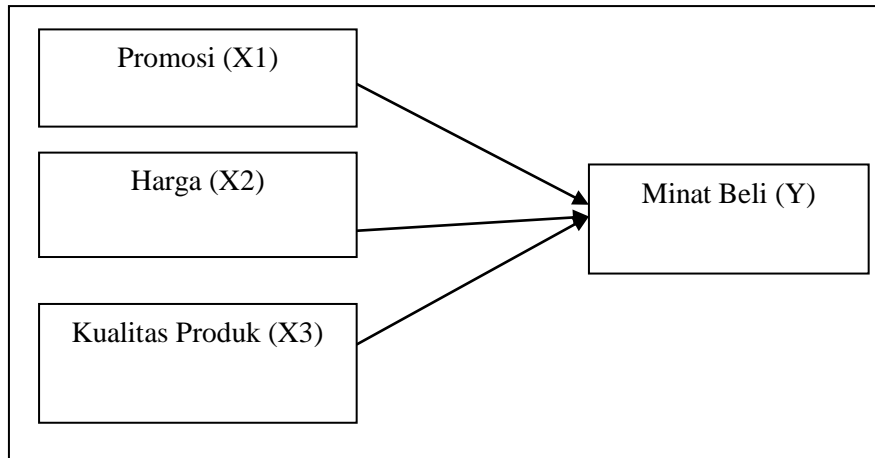 Promosi (X1)
Harga (X2)
Minat Beli (Y)
Kualitas Produk (X3)